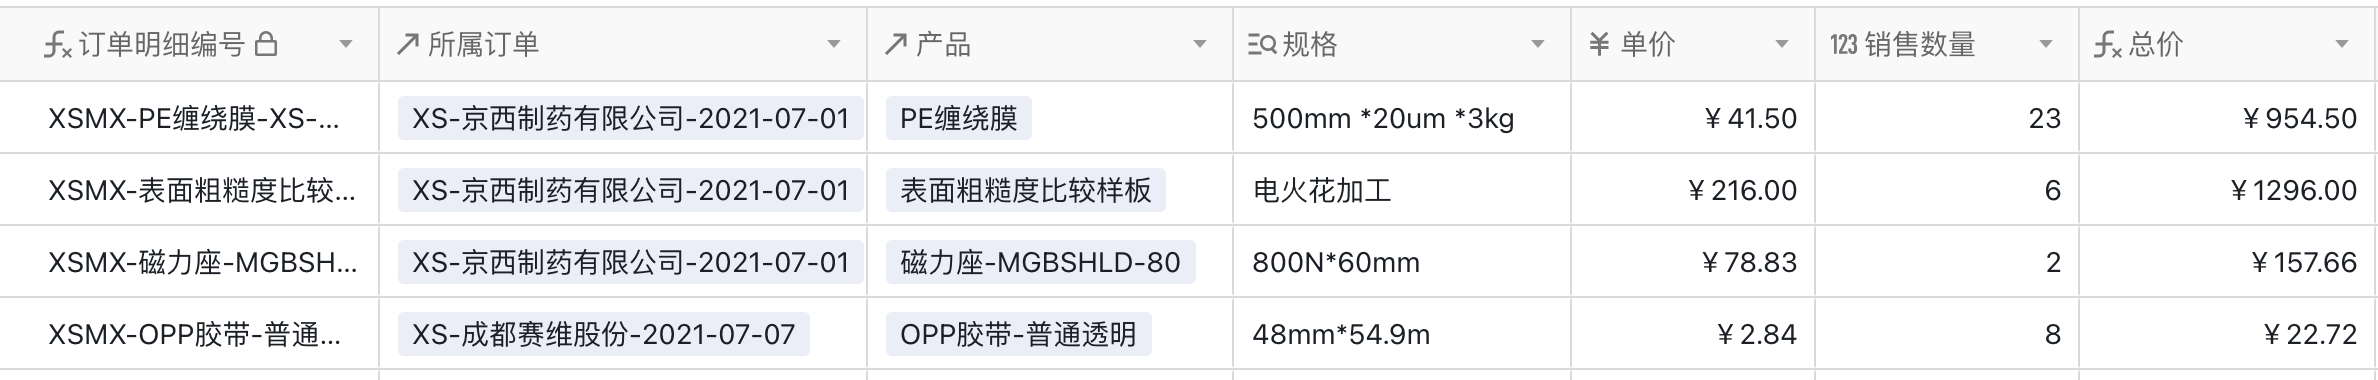 订单明细编号 所属订单 产品 规格 ¥ 单价 123 销售数量 总价
XSMX-PE缠绕膜-XS-... XS-京西制药有限公司-2021-07-01 PE缠绕膜 500mm *20um *3kg ¥ 41.50 23 ¥ 954.50
XSMX-表面粗糙度比较... XS-京西制药有限公司-2021-07-01 表面粗糙度比较样板 电火花加工 ¥ 216.00 6 ¥ 1296.00
XSMX-磁力座-MGBSH... XS-京西制药有限公司-2021-07-01 磁力座-MGBSHLD-80 800N*60mm ¥ 78.83 2 ¥ 157.66
XSMX-OPP胶带-普通... XS-成都赛维股份-2021-07-07 OPP胶带-普通透明 48mm*54.9m ¥ 2.84 8 ¥ 22.72